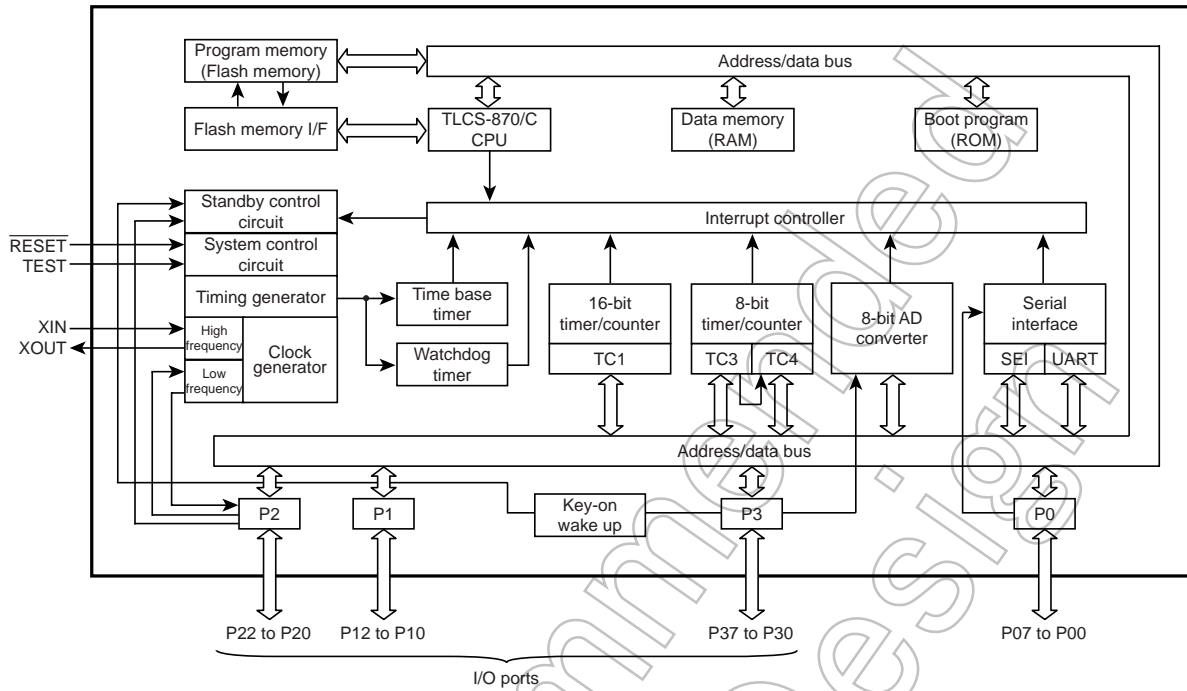 Program memory
(Flash memory)
Address/data bus
Flash memory I/F
TLCS-870/C
CPU
Data memory
(RAM)
Boot program
(ROM)
Standby control
circuit
Interrupt controller
RESET
TEST
System control
circuit
Timing generator
Time base
timer
16-bit
timer/counter
8-bit
timer/counter
8-bit AD
converter
Serial
interface
XIN
XOUT
High
frequency
Clock
generator
Low
frequency
Watchdog
timer
TC1
TC3
TC4
SEI
UART
Address/data bus
P2
P1
Key-on
wake up
P3
P0
P22 to P20
P12 to P10
P37 to P30
P07 to P00
I/O ports
mmended
esign